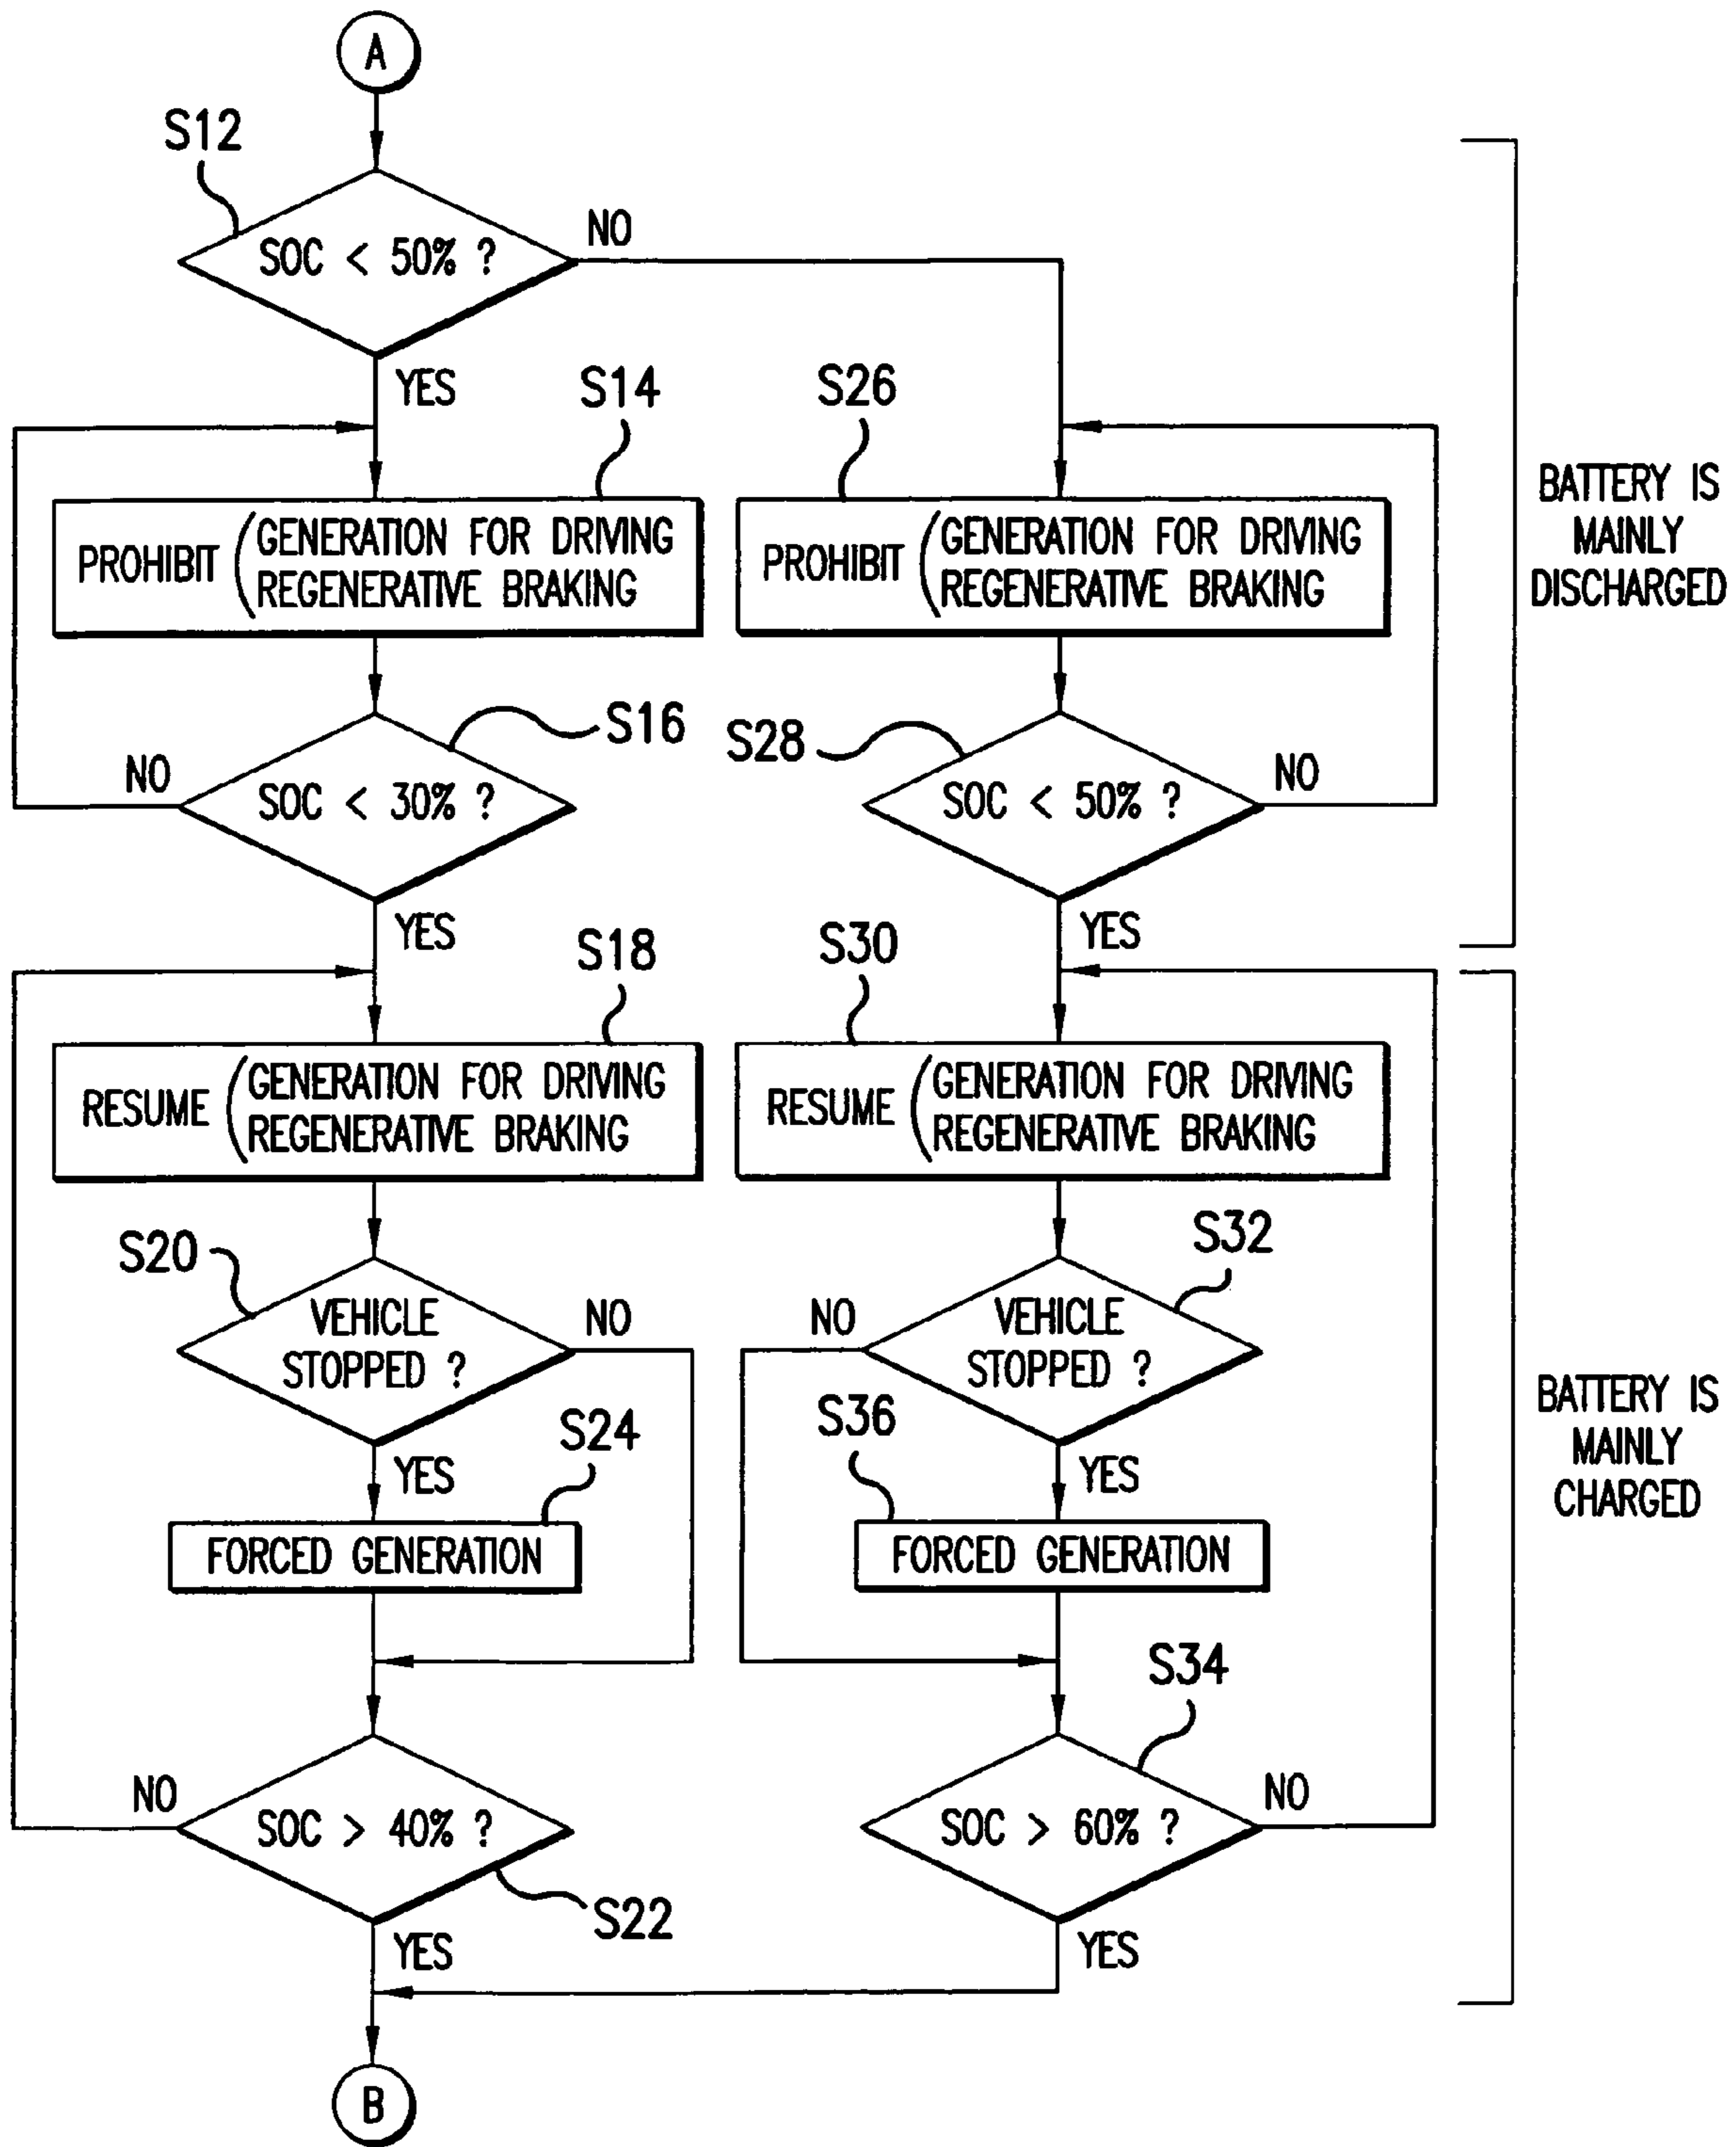 A
S12
SOC < 50% ?
NO
YES
S14
S26
PROHIBIT
GENERATION FOR DRIVING
REGENERATIVE BRAKING
PROHIBIT
GENERATION FOR DRIVING
REGENERATIVE BRAKING
BATTERY IS
MAINLY
DISCHARGED
S16
S28
NO
SOC < 30% ?
SOC < 50% ?
NO
YES
YES
S18
S30
RESUME
GENERATION FOR DRIVING
REGENERATIVE BRAKING
RESUME
GENERATION FOR DRIVING
REGENERATIVE BRAKING
S20
S32
VEHICLE
STOPPED ?
NO
NO
VEHICLE
STOPPED ?
BATTERY IS
MAINLY
CHARGED
S24
S36
YES
YES
FORCED GENERATION
FORCED GENERATION
S34
NO
SOC > 40% ?
SOC > 60% ?
NO
S22
YES
YES
B